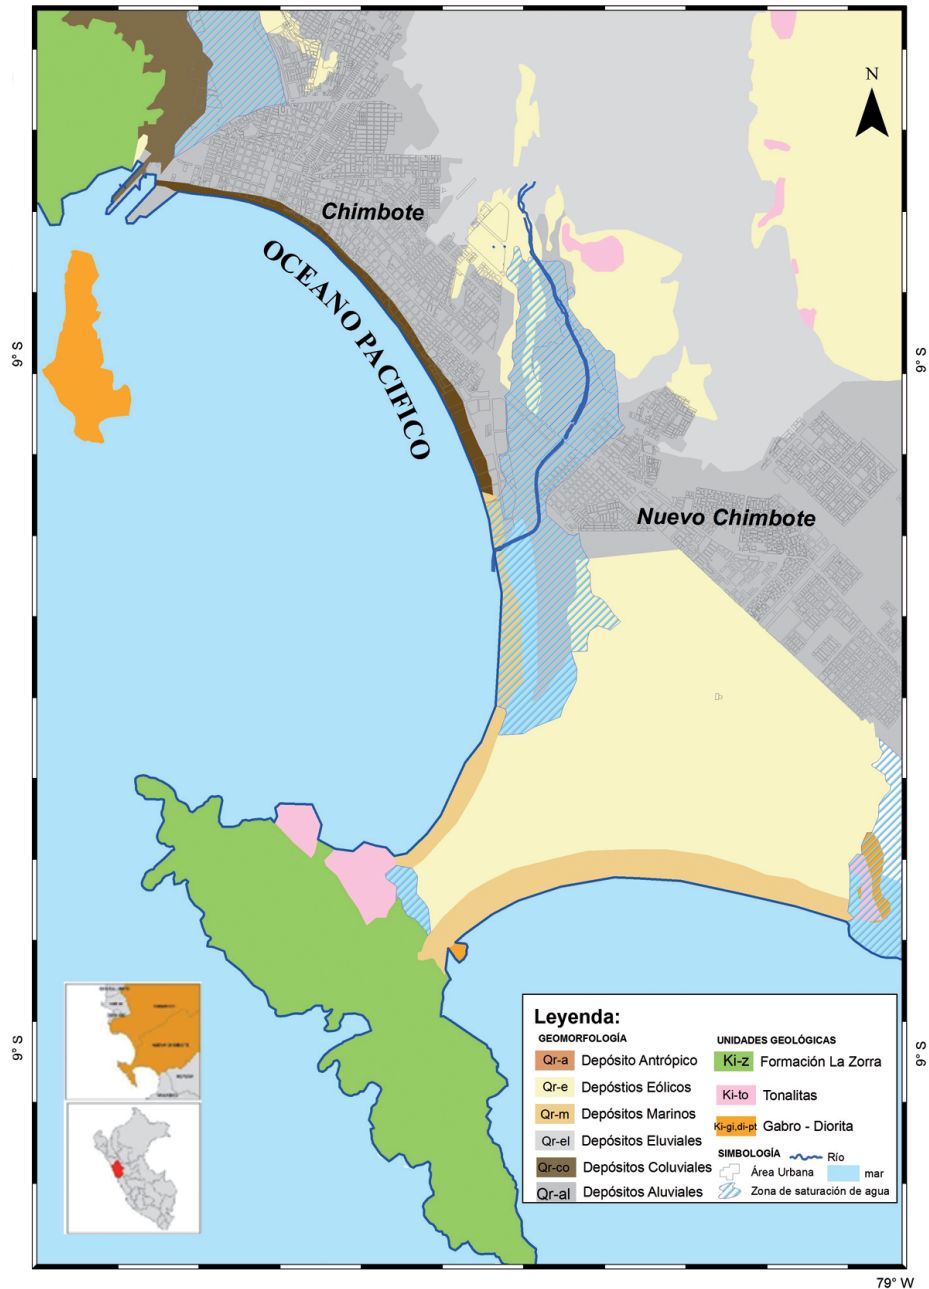 N
Chimbote
OCEANO PACIFICO
9° S
9° S
Nuevo Chimbote
9° S
9° S
Leyenda:
GEOMORFOLOGÍA
Qr-a Depósito Antrópico
Qr-e Depóstios Eólicos
Qr-m Depósitos Marinos
Qr-el Depósitos Eluviales
Qr-co Depósitos Coluviales
Qr-al Depósitos Aluviales
UNIDADES GEOLÓGICAS
Ki-z Formación La Zorra
Ki-to Tonalitas
Ki-gi,di-pt Gabro - Diorita
SIMBOLOGÍA
Río
Área Urbana
mar
Zona de saturación de agua
79° W